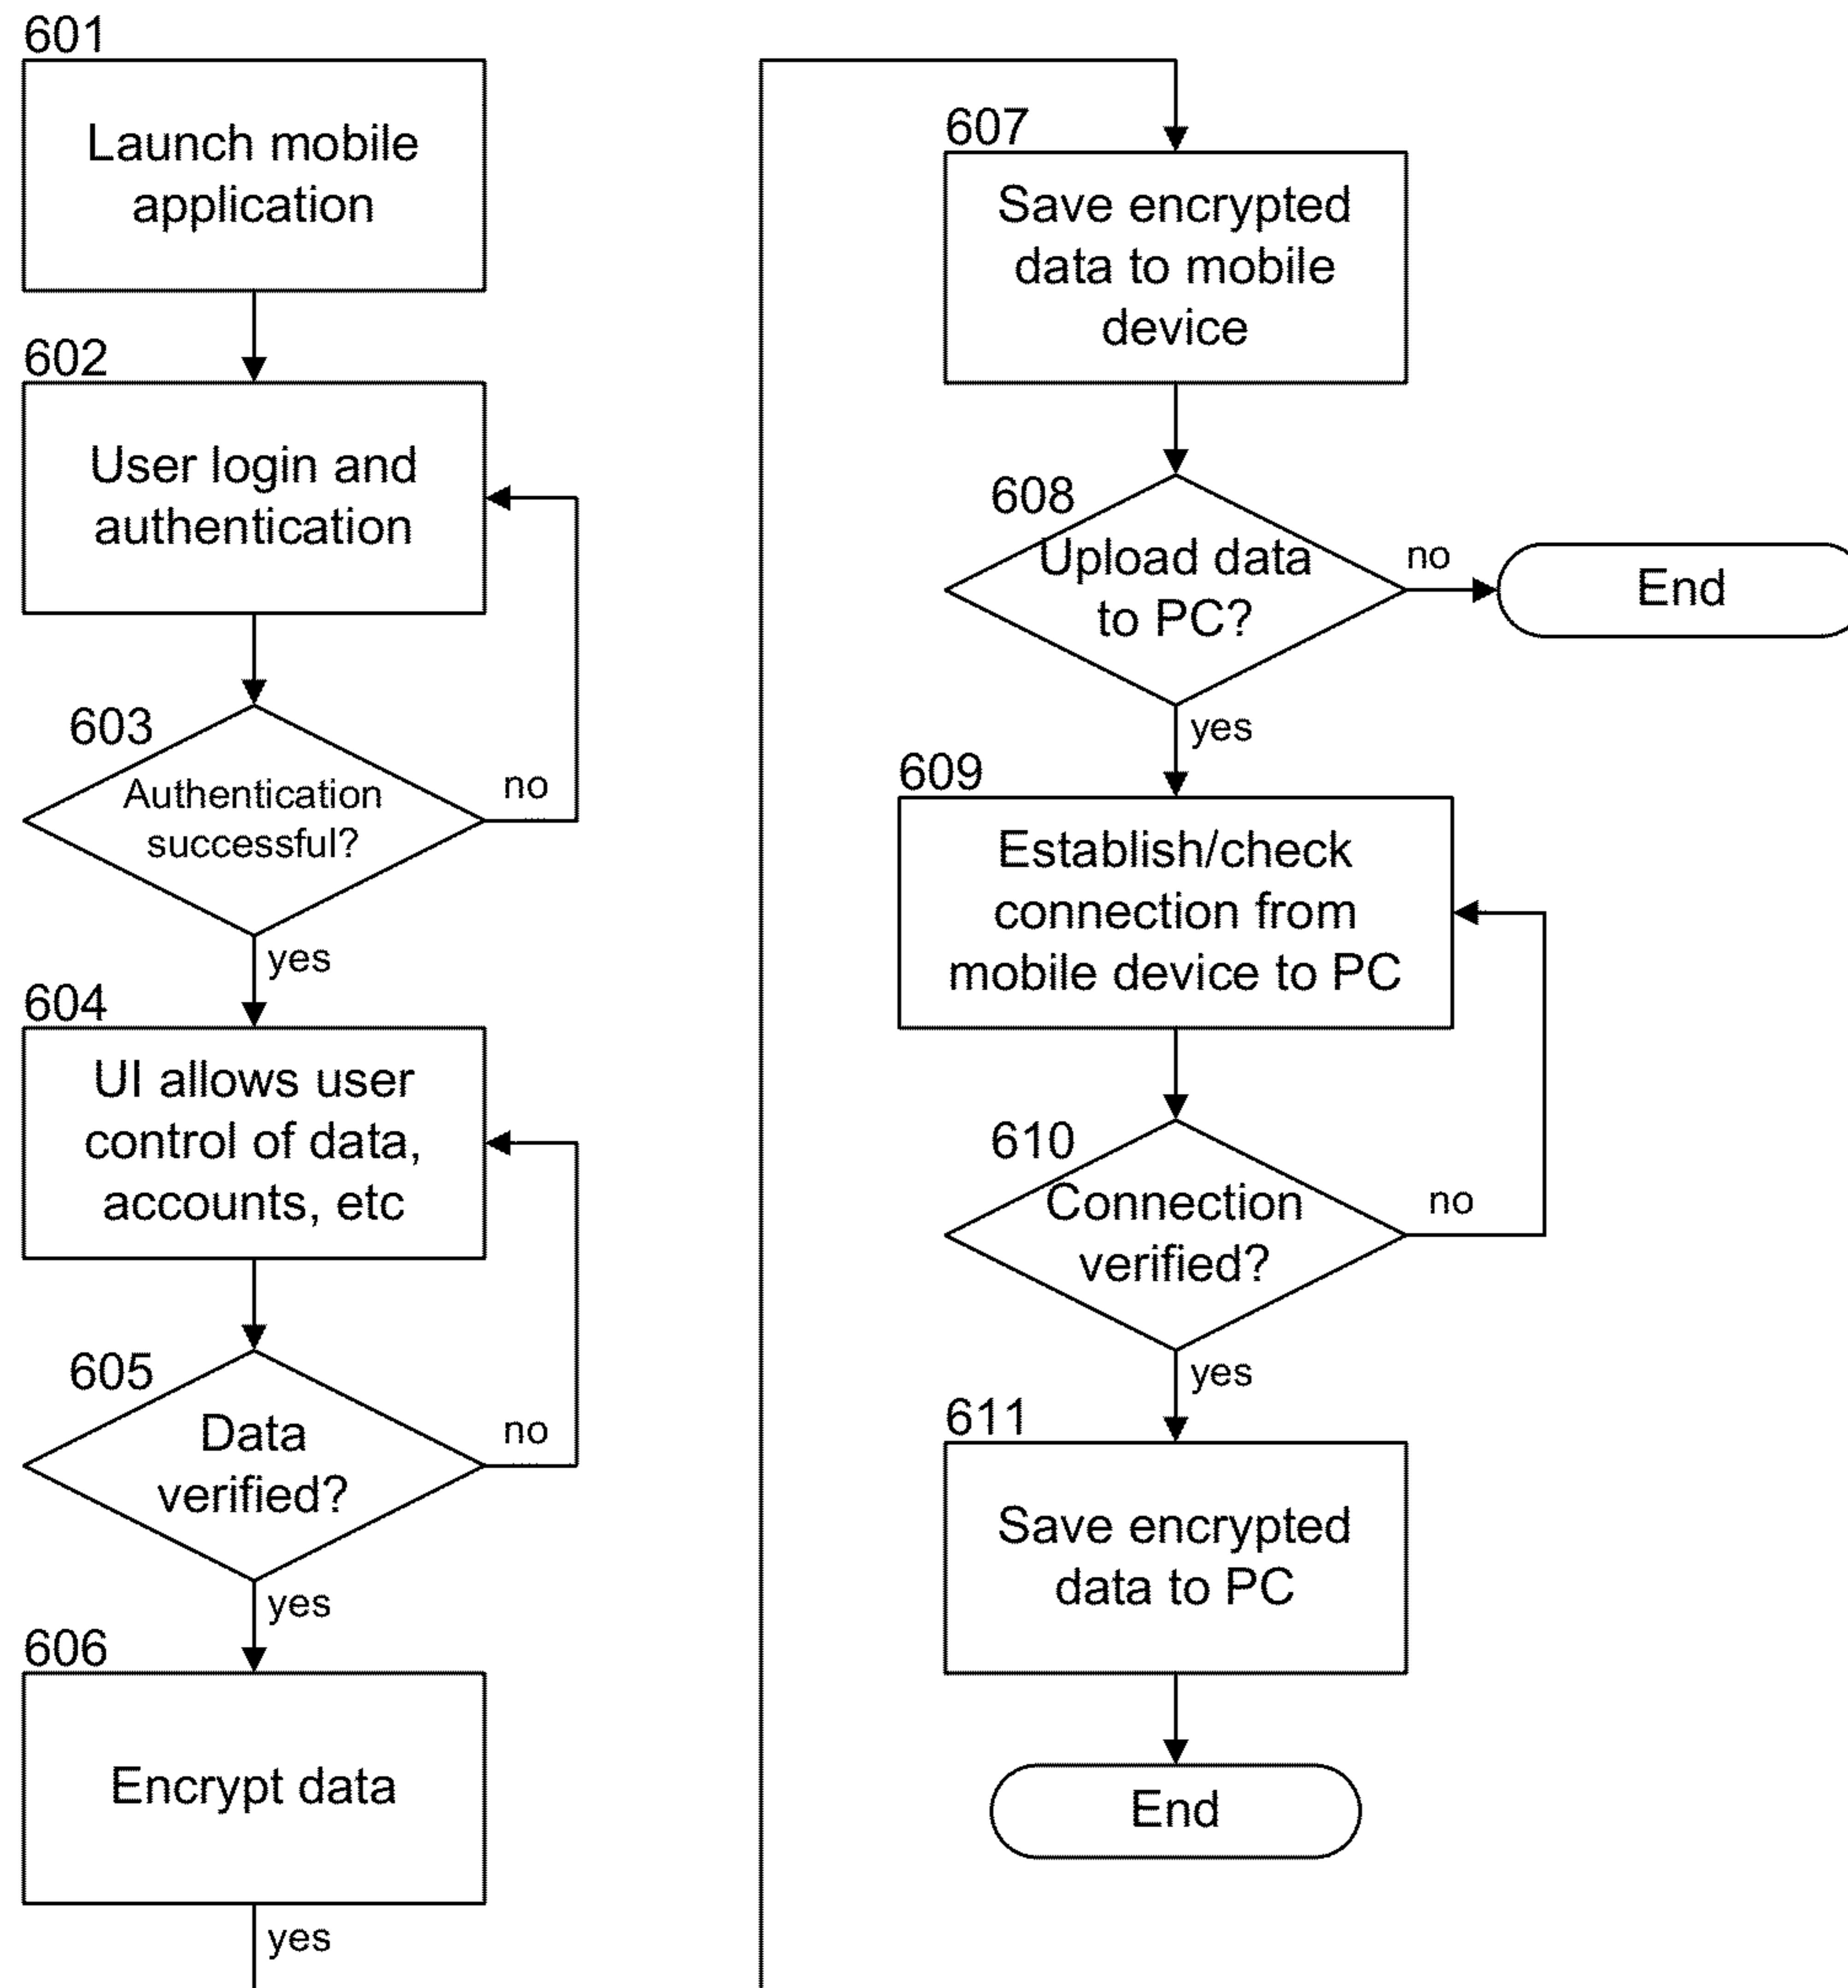 601
Launch mobile
application
602
User login and
authentication
603
Authentication
successful?
no
yes
604
UI allows user
control of data,
accounts, etc
605
Data
verified?
no
yes
606
Encrypt data
yes
607
Save encrypted
data to mobile
device
608
Upload data
to PC?
no
End
yes
609
Establish/check
connection from
mobile device to PC
610
Connection
verified?
no
yes
611
Save encrypted
data to PC
End